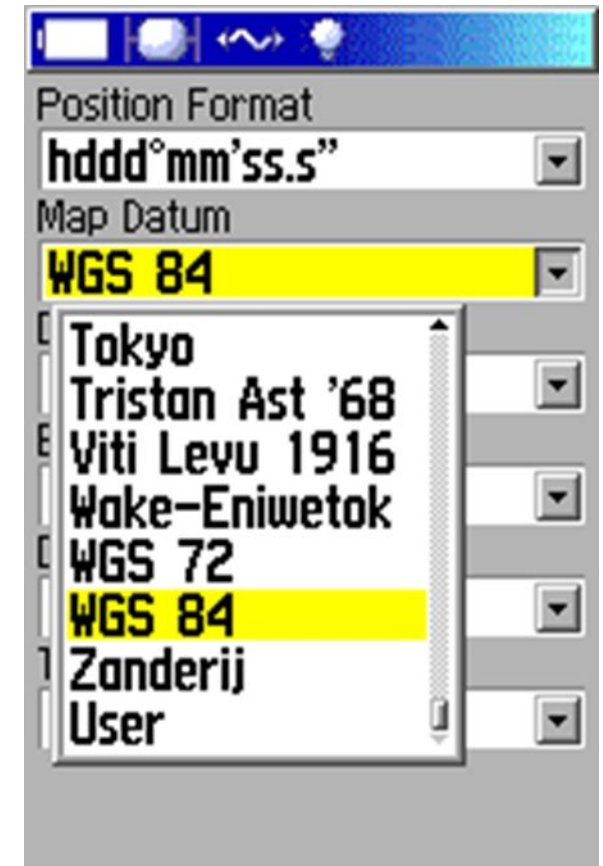 Position Format
hddd°mm'ss.s”
Map Datum
WGS 84
Tokyo
Tristan Ast '68
Viti Levu 1916
Wake-Eniwetok
WGS 72
WGS 84
Zanderij
User